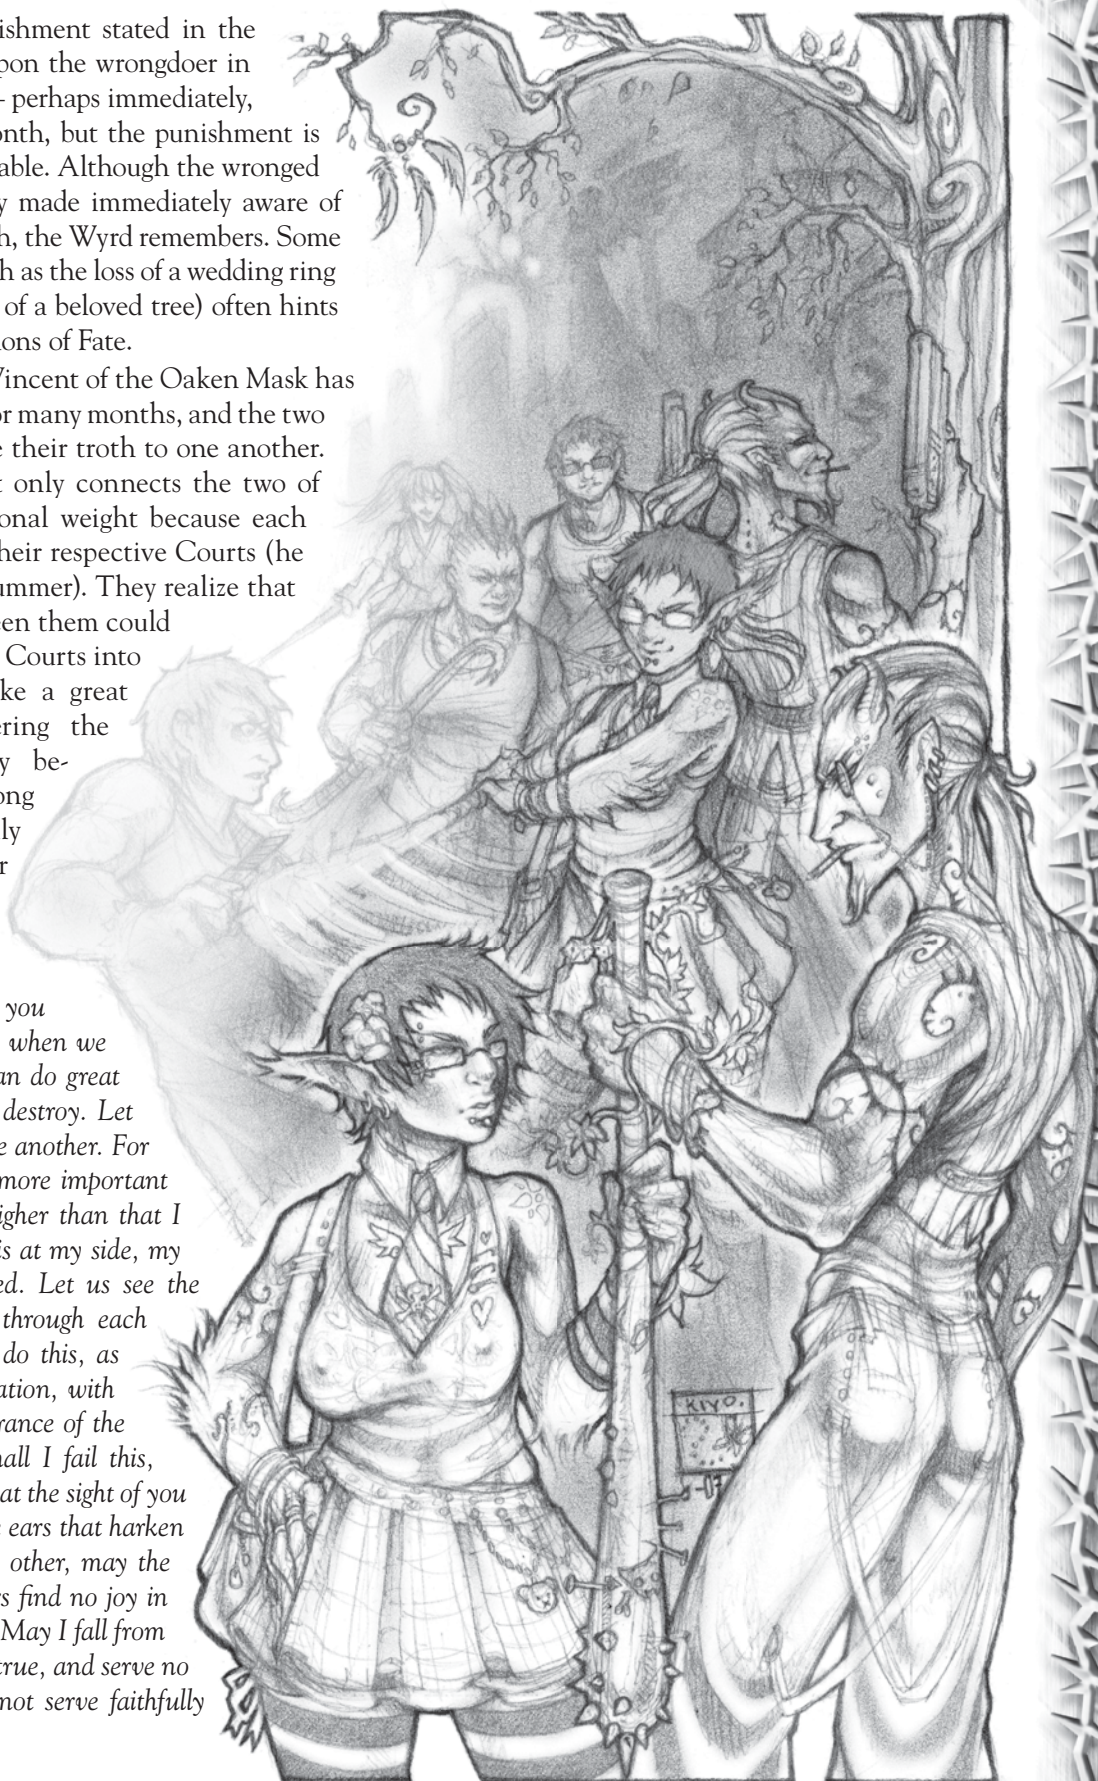 ishment stated in the
pon the wrongdoer in
– perhaps immediately,
onth, but the punishment is
able. Although the wronged
y made immediately aware of
h, the Wyrd remembers. Some
h as the loss of a wedding ring
of a beloved tree) often hints
ions of Fate.
Vincent of the Oaken Mask has
or many months, and the two
e their troth to one another.
t only connects the two of
onal weight because each
heir respective Courts (he
ummer). They realize that
een them could
Courts into
ke a great
ering the
y be-
ong
ly
r
you
when we
an do great
destroy. Let
e another. For
more important
igher than that I
is at my side, my
ed. Let us see the
through each
do this, as
ation, with
rance of the
hall I fail this,
at the sight of you
e ears that harken
other, may the
rs find no joy in
May I fall from
true, and serve no
not serve faithfully
KIYO.
-07